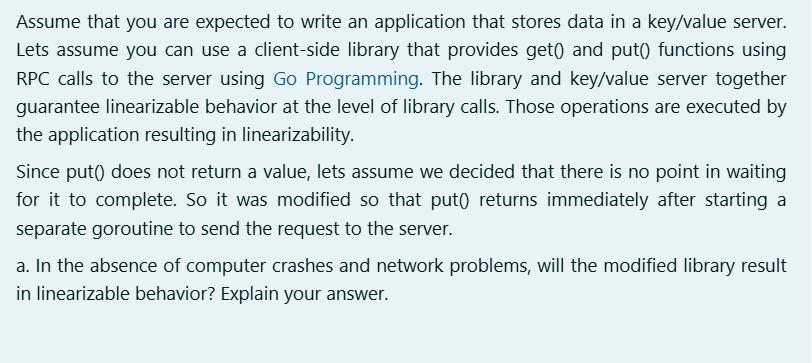 Assume that you are expected to write an application that stores data in a key/value server.
Lets assume you can use a client-side library that provides get() and put() functions using
RPC calls to the server using Go Programming. The library and key/value server together
guarantee linearizable behavior at the level of library calls. Those operations are executed by
the application resulting in linearizability.
Since put() does not return a value, lets assume we decided that there is no point in waiting
for it to complete. So it was modified so that put() returns immediately after starting a
separate goroutine to send the request to the server.
a. In the absence of computer crashes and network problems, will the modified library result
in linearizable behavior? Explain your answer.